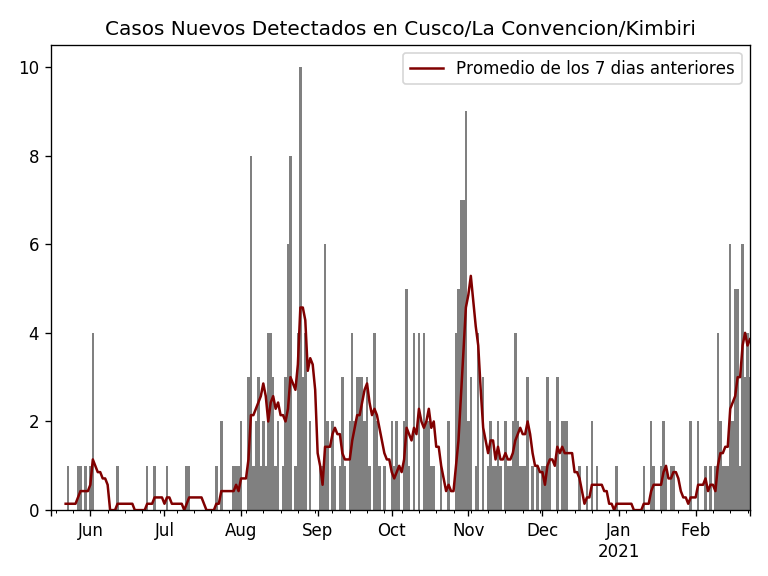 Casos Nuevos Detectados en Cusco/La Convencion/Kimbiri
Promedio de los 7 dias anteriores
10
8
6
4
2
0
Jun Jul Aug Sep Oct Nov Dec Jan Feb
2021